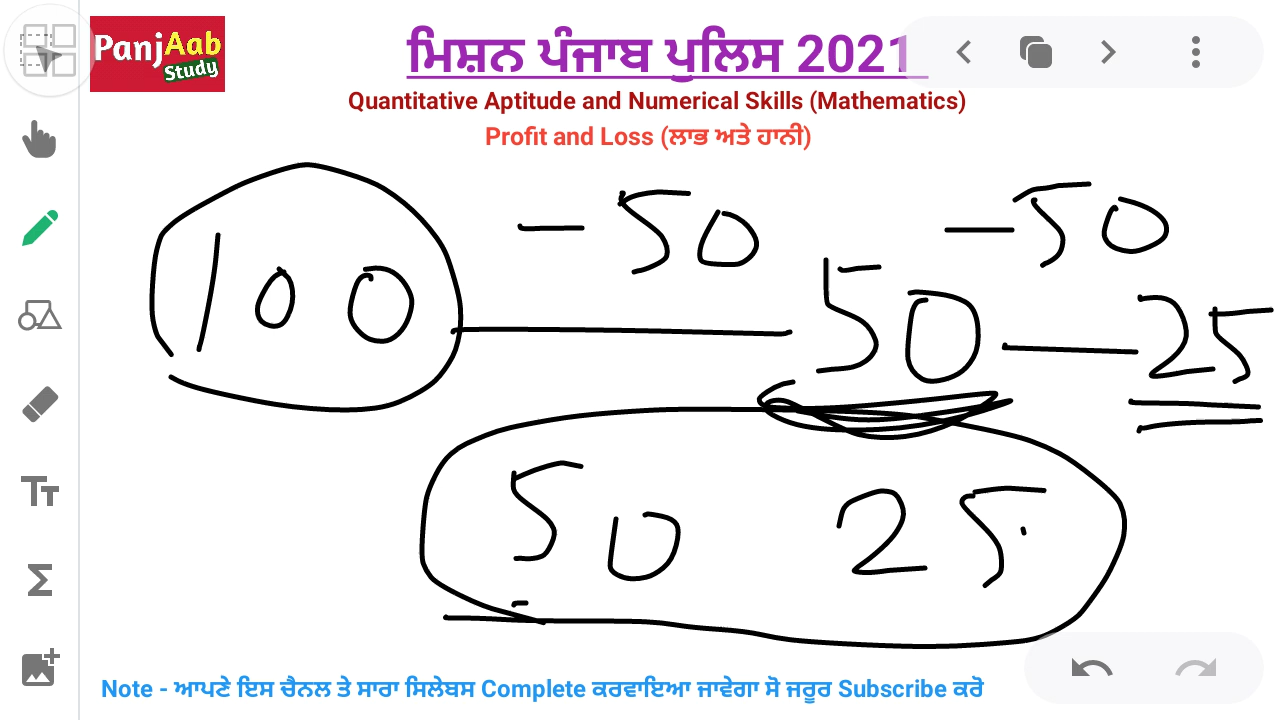 PanjAab
Study
ਮਿਸ਼ਨ ਪੰਜਾਬ ਪੁਲਿਸ 2021
Quantitative Aptitude and Numerical Skills (Mathematics)
Profit and Loss (ਲਾਭ ਅਤੇ ਹਾਨੀ)
- 50 - 50
100 50 25
50 25
Note - ਆਪਣੇ ਇਸ ਚੈਨਲ ਤੇ ਸਾਰਾ ਸਿਲੇਬਸ Complete ਕਰਵਾਇਆ ਜਾਵੇਗਾ ਸੋ ਜਰੂਰ Subscribe ਕਰੋ